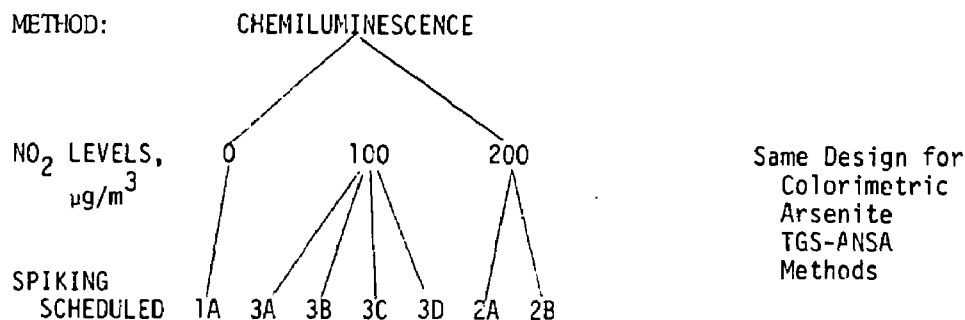 METHOD: CHEMILUMINESCENCE
NO2 LEVELS, 0 100 200
µg/m3
Same Design for
Colorimetric
Arsenite
TGS-ANSA
Methods
SPIKING
SCHEDULED 1A 3A 3B 3C 3D 2A 2B